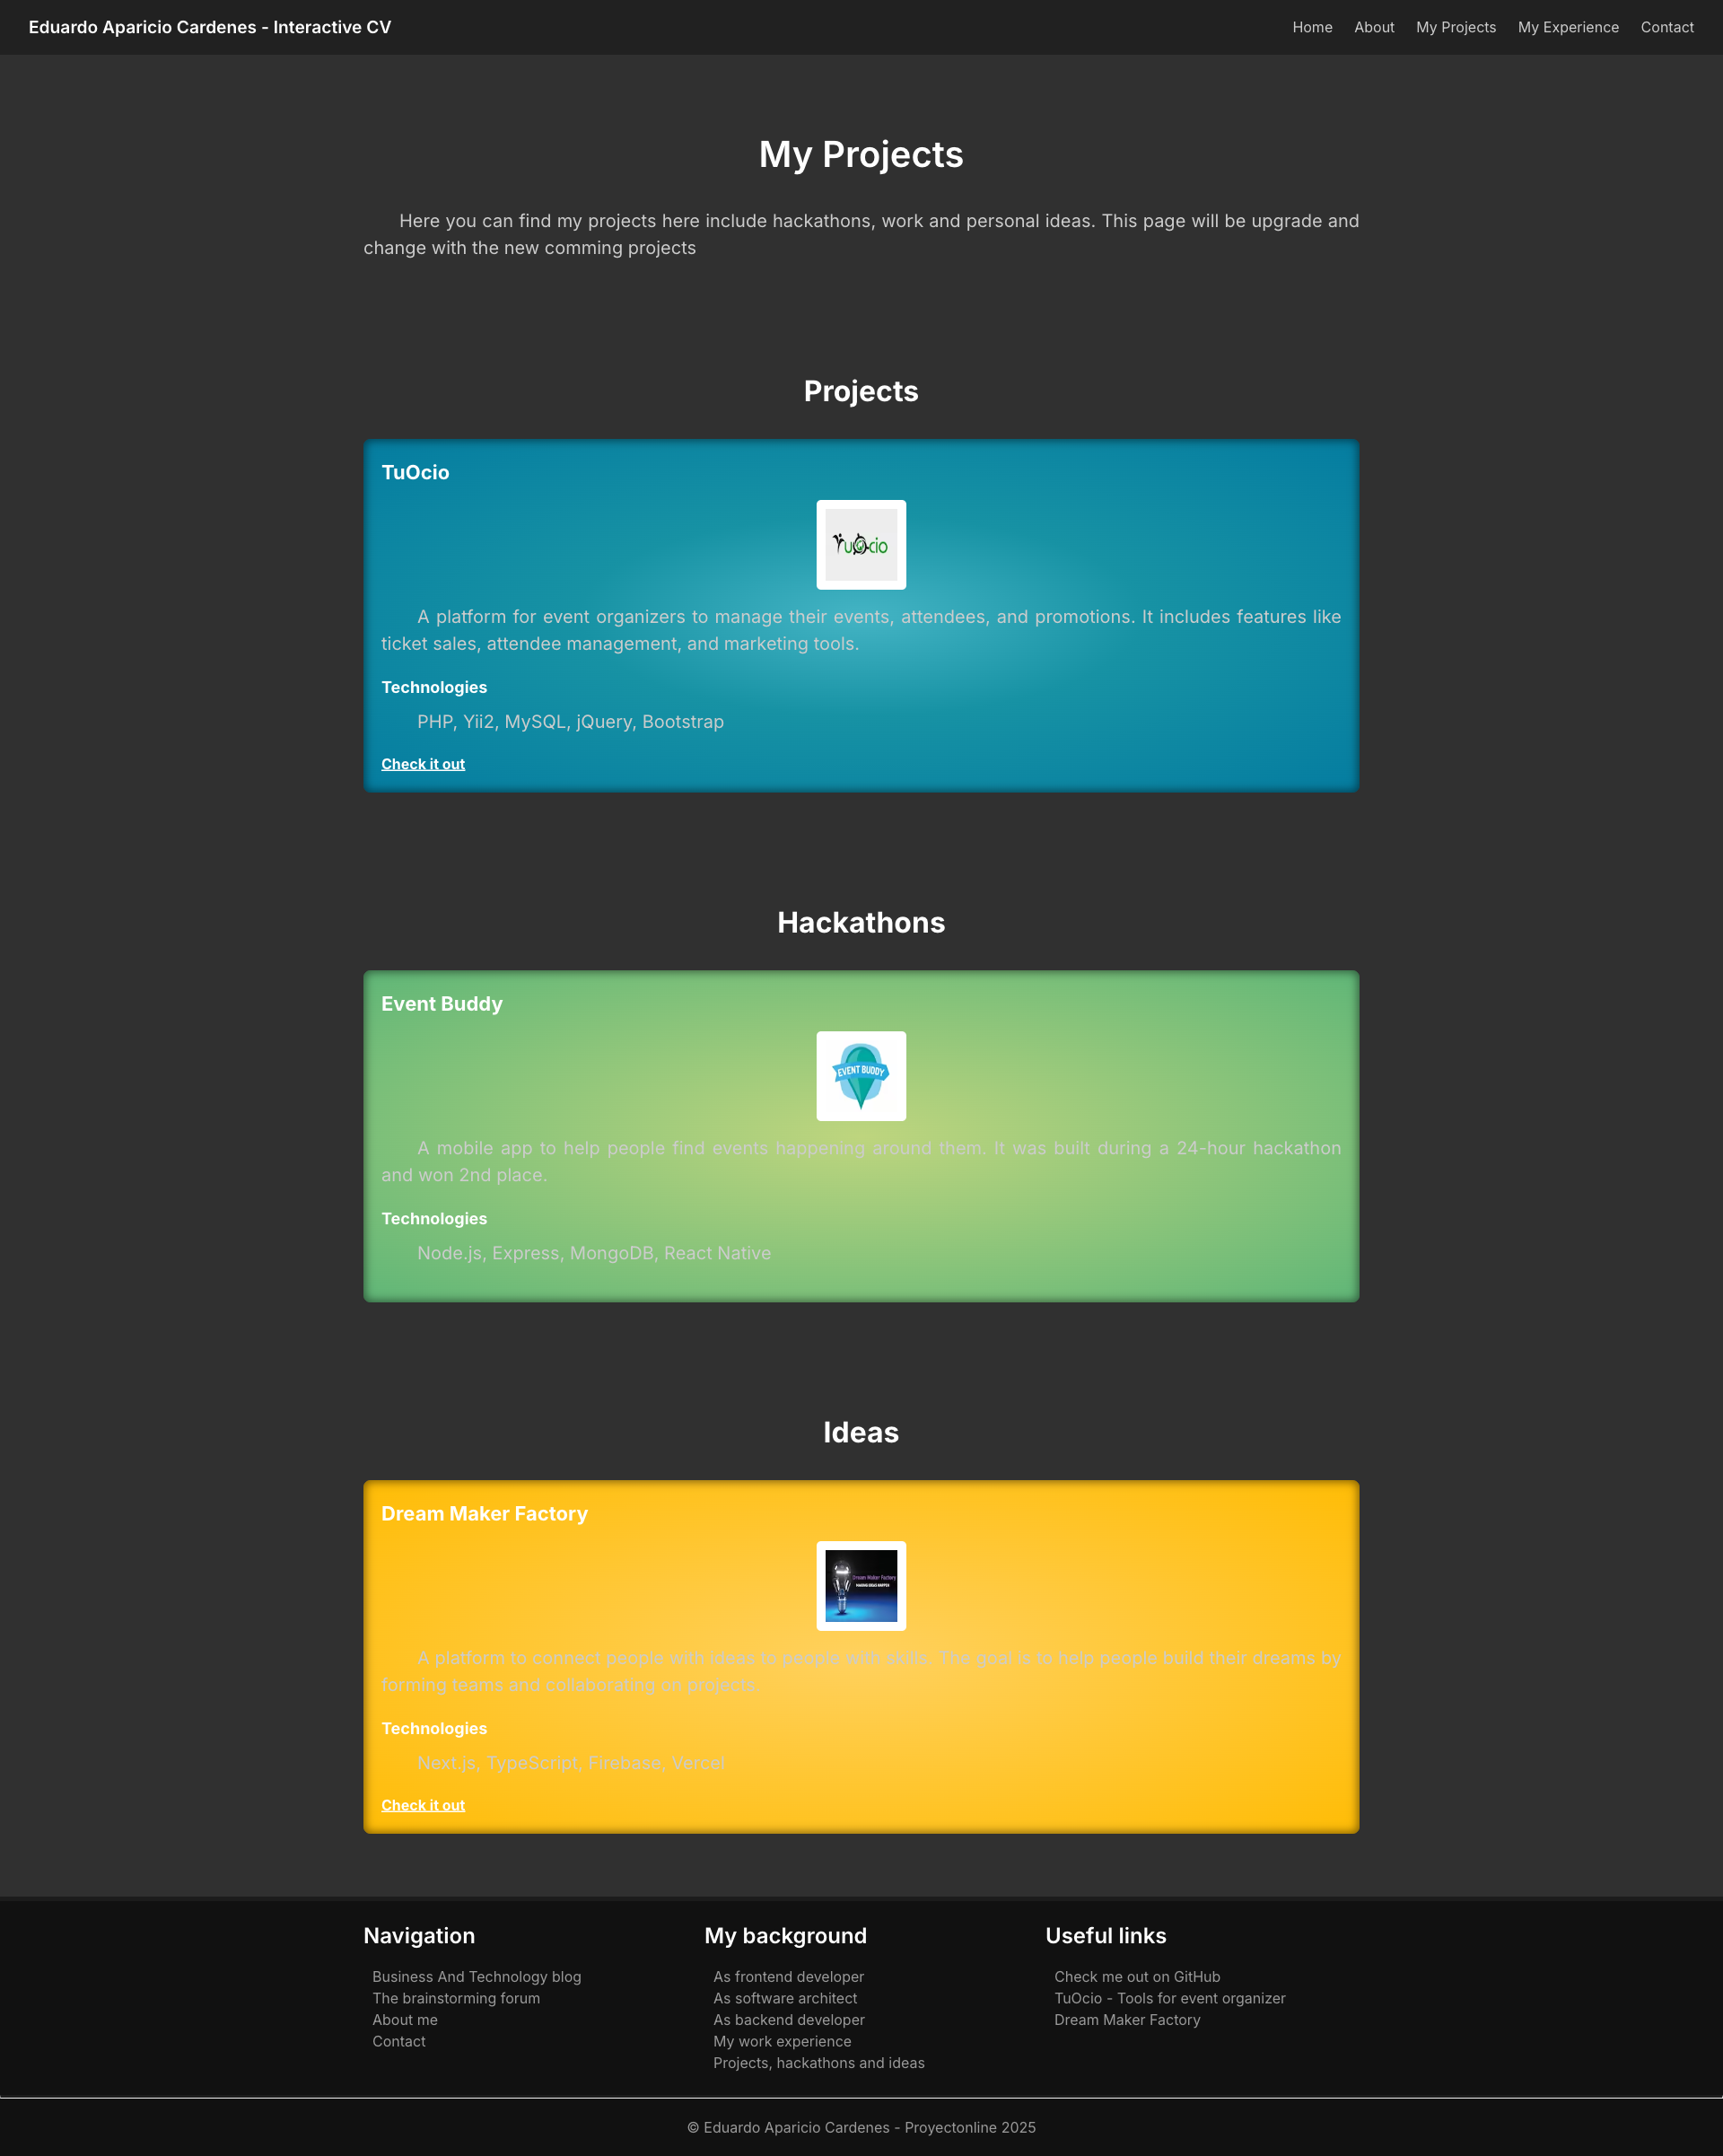 Eduardo Aparicio Cardenes - Interactive CV
Home About My Projects My Experience Contact
My Projects
Here you can find my projects here include hackathons, work and personal ideas. This page will be upgrade and
change with the new comming projects
Projects
TuOcio
TuOcio
A platform for event organizers to manage their events, attendees, and promotions. It includes features like
ticket sales, attendee management, and marketing tools.
Technologies
PHP, Yii2, MySQL, jQuery, Bootstrap
Check it out
Hackathons
Event Buddy
EVENT BUDDY
A mobile app to help people find events happening around them. It was built during a 24-hour hackathon
and won 2nd place.
Technologies
Node.js, Express, MongoDB, React Native
Ideas
Dream Maker Factory
Dream Maker Factory
MAKING IDEAS HAPPEN
A platform to connect people with ideas to people with skills. The goal is to help people build their dreams by
forming teams and collaborating on projects.
Technologies
Next.js, TypeScript, Firebase, Vercel
Check it out
Navigation
Business And Technology blog
The brainstorming forum
About me
Contact
My background
As frontend developer
As software architect
As backend developer
My work experience
Projects, hackathons and ideas
Useful links
Check me out on GitHub
TuOcio - Tools for event organizer
Dream Maker Factory
© Eduardo Aparicio Cardenes - Proyectonline 2025